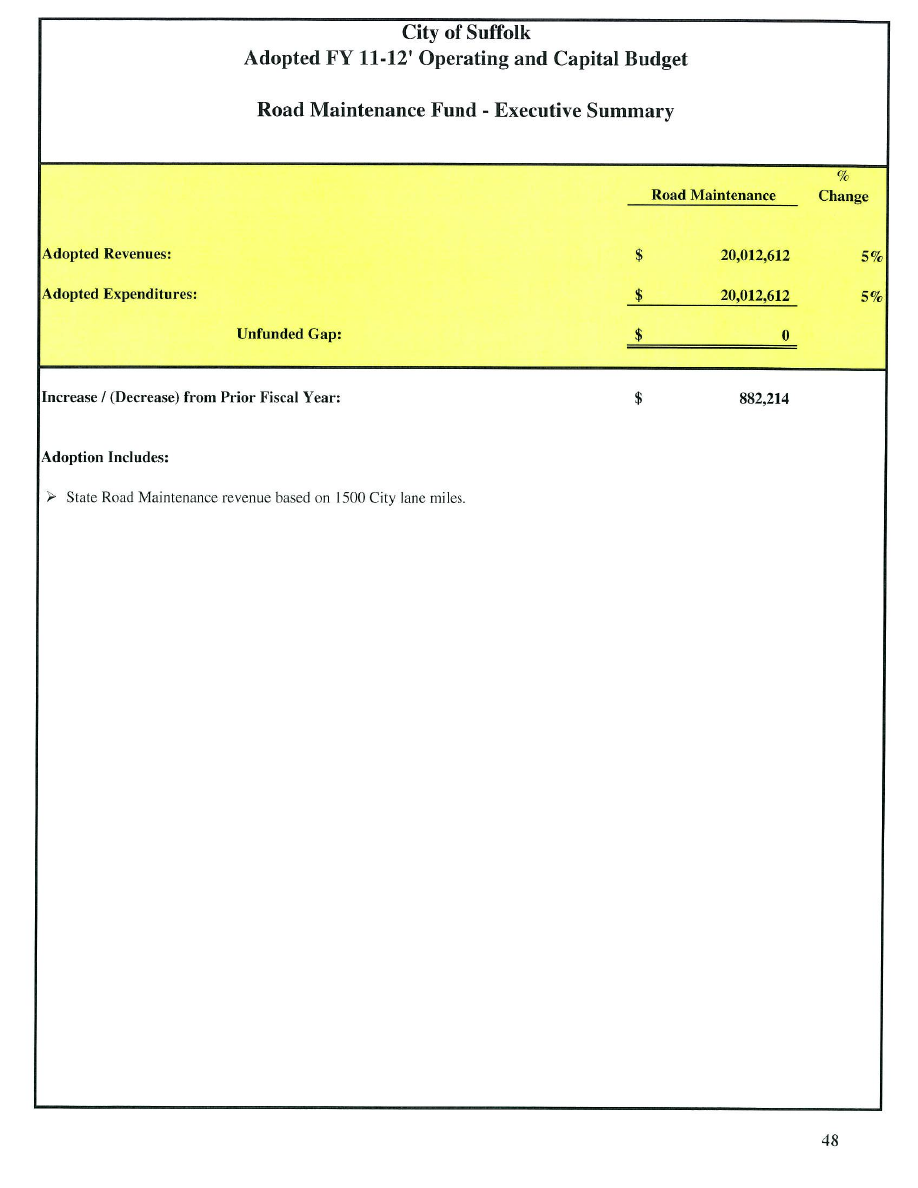 City of Suffolk
Adopted FY 11-12' Operating and Capital Budget
Road Maintenance Fund - Executive Summary
%
Road Maintenance Change
Adopted Revenues: $ 20,012,612 5%
Adopted Expenditures: $ 20,012,612 5%
Unfunded Gap: $ 0
Increase / (Decrease) from Prior Fiscal Year: $ 882,214
Adoption Includes:
➢ State Road Maintenance revenue based on 1500 City lane miles.
48